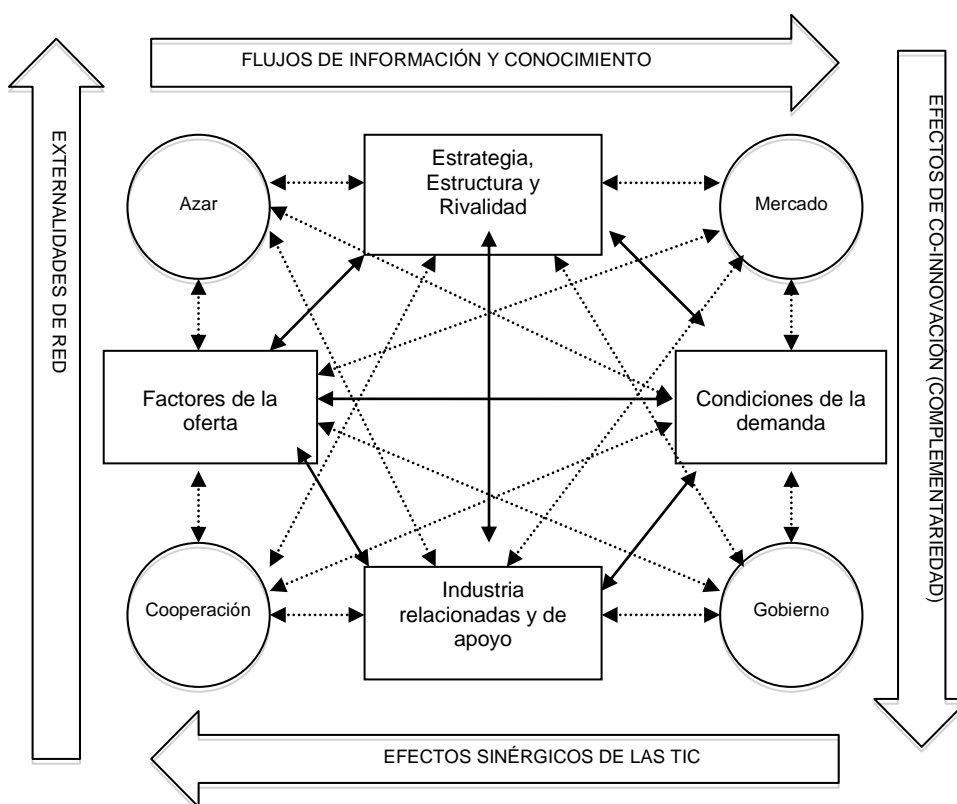 FLUJOS DE INFORMACIÓN Y CONOCIMIENTO
EXTERNALIDADES DE RED
EFECTOS DE CO-INNOVACIÓN (COMPLEMENTARIEDAD)
Azar
Estrategia,
Estructura y
Rivalidad
Mercado
Factores de la
oferta
Condiciones de la
demanda
Cooperación
Industria
relacionadas y de
apoyo
Gobierno
EFECTOS SINÉRGICOS DE LAS TIC